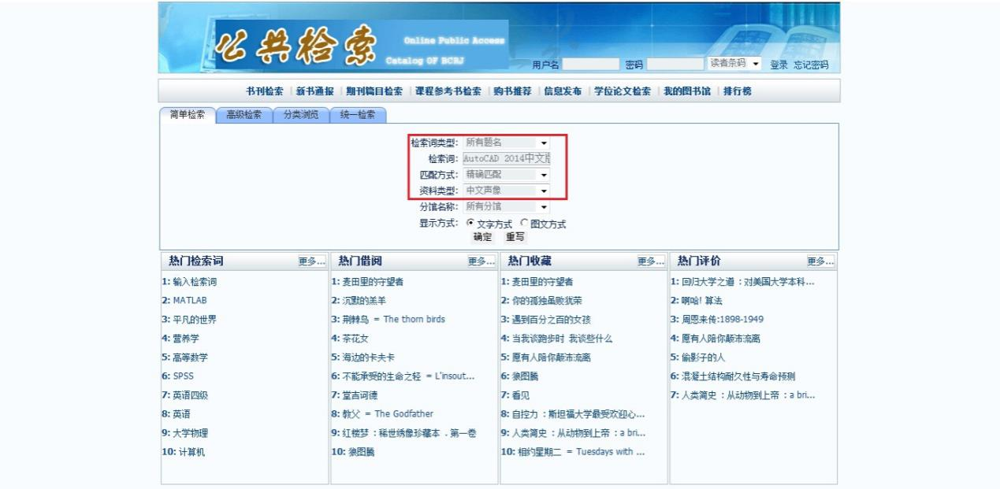 公共检索
Online Public Access
Catalog OF BCRJ
用户名 密码 读者条码 登录 忘记密码
书刊检索 | 新书通报 | 期刊篇目检索 | 课程参考书检索 | 购书推荐 | 信息发布 | 学位论文检索 | 我的图书馆 | 排行榜
简单检索 高级检索 分类浏览 统一检索
检索词类型: 所有题名
检索词: AutoCAD 2014中文版
匹配方式: 精确匹配
资料类型: 中文声像
分馆名称: 所有分馆
显示方式: 文字方式 图文方式
确定 重写
热门检索词 更多...
1: 输入检索词
2: MATLAB
3: 平凡的世界
4: 营养学
5: 高等数学
6: SPSS
7: 英语四级
8: 英语
9: 大学物理
10: 计算机
热门借阅 更多...
1: 麦田里的守望者
2: 沉默的羔羊
3: 荆棘鸟 = The thorn birds
4: 茶花女
5: 海边的卡夫卡
6: 不能承受的生命之轻 = L'insout...
7: 堂吉诃德
8: 教父 = The Godfather
9: 红楼梦 : 稀世绣像珍藏本 . 第一卷
10: 狼图腾
热门收藏 更多...
1: 麦田里的守望者
2: 你的孤独虽败犹荣
3: 遇到百分之百的女孩
4: 当我谈跑步时 我谈些什么
5: 愿有人陪你颠沛流离
6: 狼图腾
7: 看见
8: 自控力 : 斯坦福大学最受欢迎心...
9: 人类简史 : 从动物到上帝 : a bri...
10: 相约星期二 = Tuesdays with ...
热门评价 更多...
1: 回归大学之道 : 对美国大学本科...
2: 啊哈! 算法
3: 周恩来传:1898-1949
4: 愿有人陪你颠沛流离
5: 偷影子的人
6: 混凝土结构耐久性与寿命预测
7: 人类简史 : 从动物到上帝 : a bri...